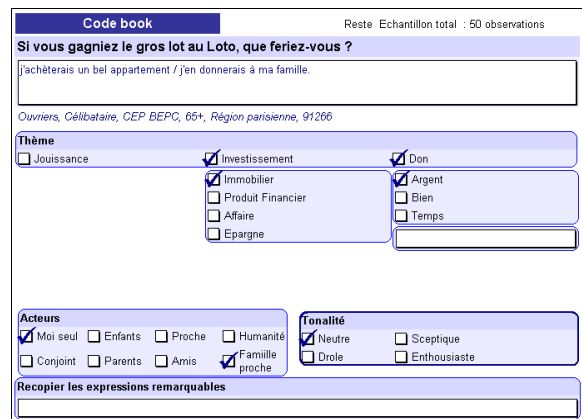 Code book
Reste Echantillon total : 50 observations
Si vous gagniez le gros lot au Loto, que feriez-vous ?
j'achèterais un bel appartement / j'en donnerais à ma famille.
Ouvriers, Célibataire, CEP BEPC, 65+, Région parisienne, 91266
Thème
Jouissance Investissement Don
Immobilier Argent
Produit Financier Bien
Affaire Temps
Epargne
Acteurs Tonalité
Moi seul Enfants Proche Humanité Neutre Sceptique
Conjoint Parents Amis Famiille proche Drole Enthousiaste
Recopier les expressions remarquables